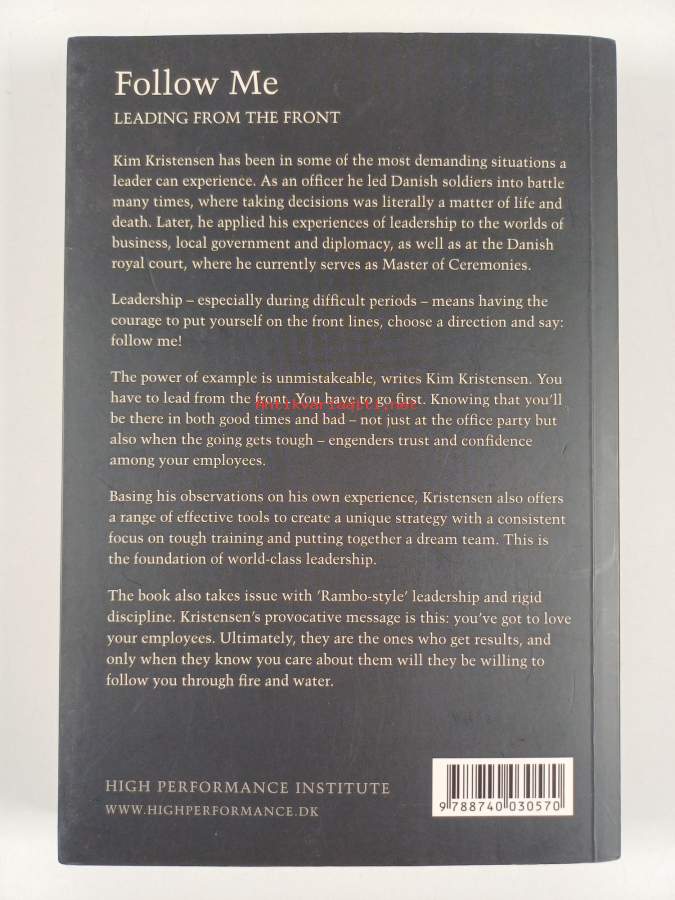 Follow Me
LEADING FROM THE FRONT
Kim Kristensen has been in some of the most demanding situations a
leader can experience. As an officer he led Danish soldiers into battle
many times, where taking decisions was literally a matter of life and
death. Later, he applied his experiences of leadership to the worlds of
business, local government and diplomacy, as well as at the Danish
royal court, where he currently serves as Master of Ceremonies.
Leadership – especially during difficult periods – means having the
courage to put yourself on the front lines, choose a direction and say:
follow me!
The power of example is unmistakeable, writes Kim Kristensen. You
have to lead from the front. You have to go first. Knowing that you'll
Antikvariaatti.net
be there in both good times and bad – not just at the office party but
also when the going gets tough – engenders trust and confidence
among your employees.
Basing his observations on his own experience, Kristensen also offers
a range of effective tools to create a unique strategy with a consistent
focus on tough training and putting together a dream team. This is
the foundation of world-class leadership.
The book also takes issue with 'Rambo-style' leadership and rigid
discipline. Kristensen's provocative message is this: you've got to love
your employees. Ultimately, they are the ones who get results, and
only when they know you care about them will they be willing to
follow you through fire and water.
HIGH PERFORMANCE INSTITUTE
WWW.HIGHPERFORMANCE.DK
9 788740 030570